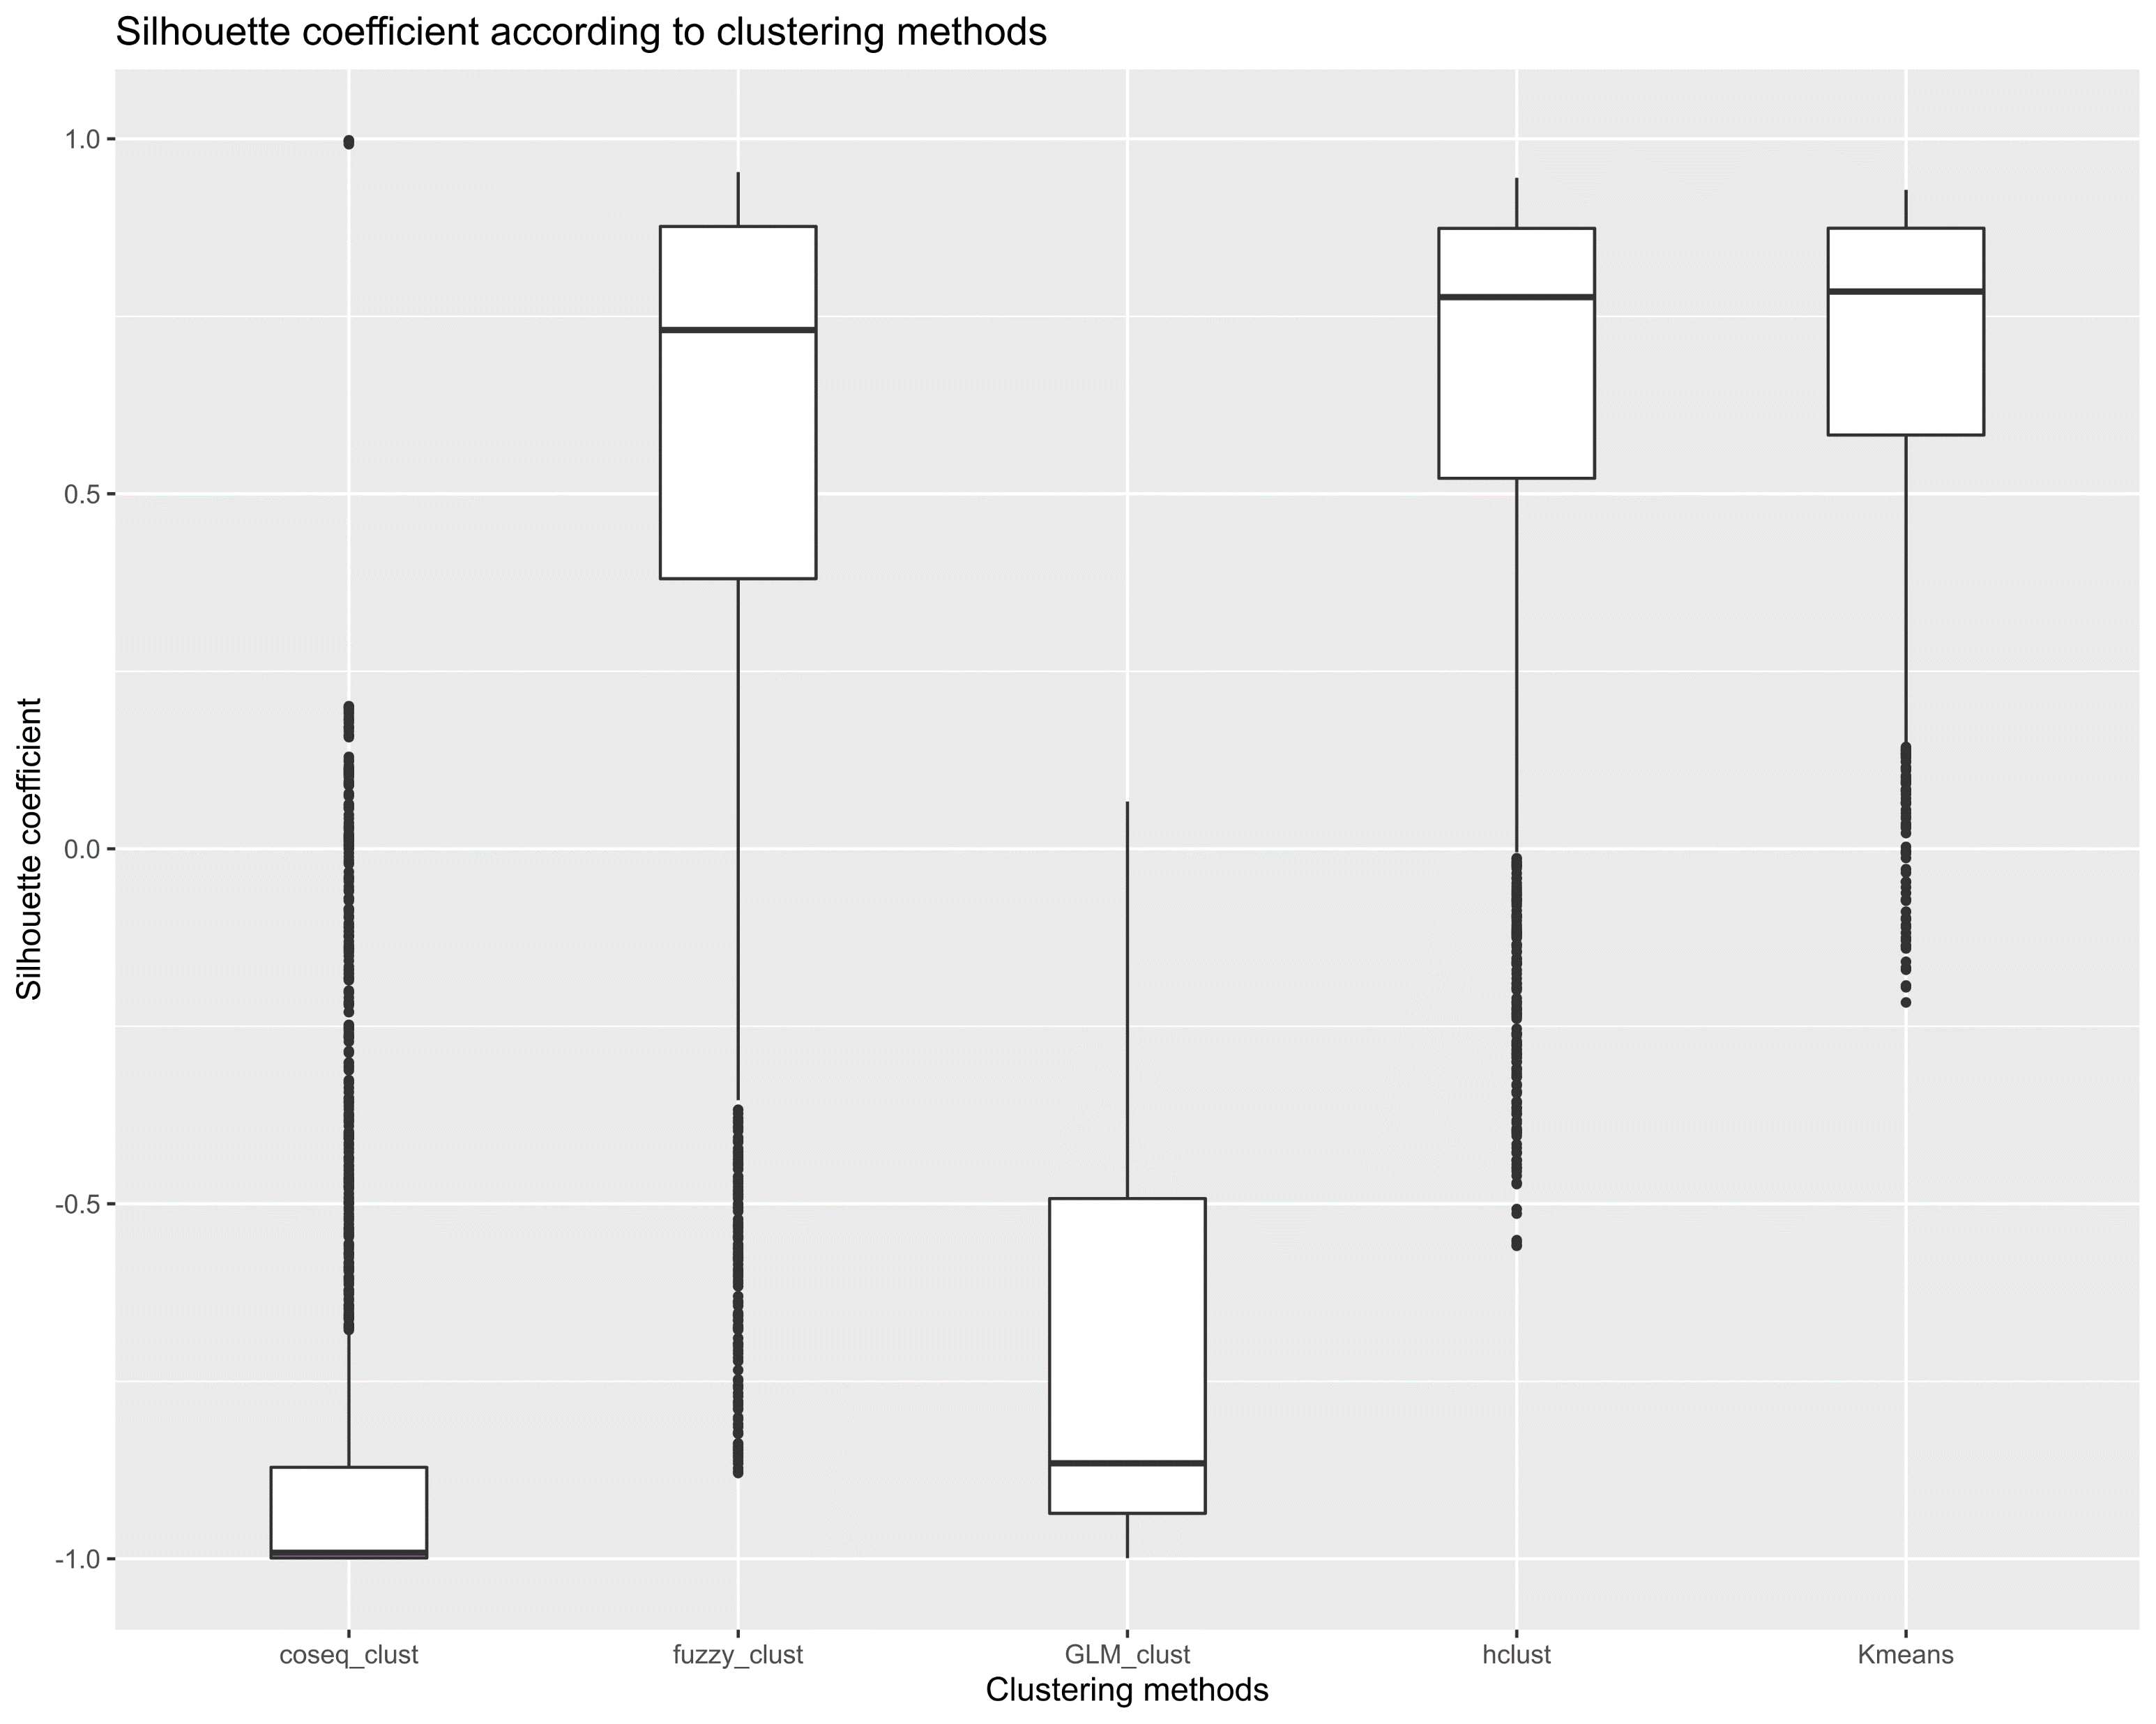 Silhouette coefficient according to clustering methods
Silhouette coefficient
1.0
0.5
0.0
-0.5
-1.0
coseq_clust
fuzzy_clust
GLM_clust
hclust
Kmeans
Clustering methods